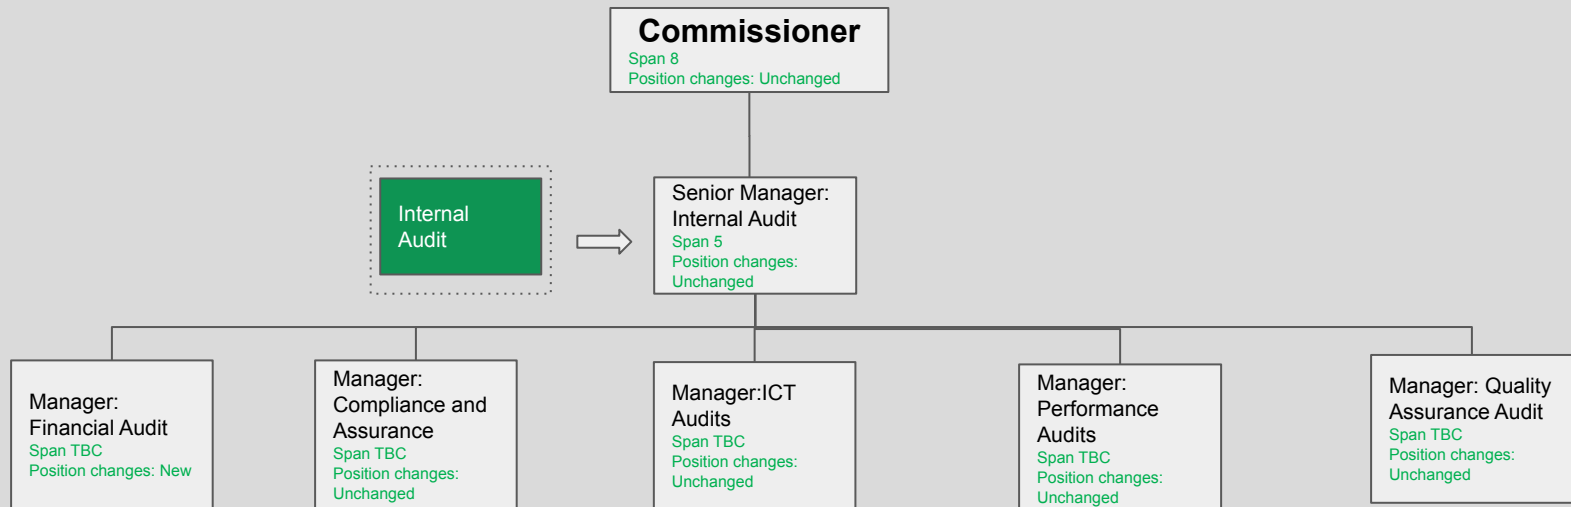 Commissioner
Span 8
Position changes: Unchanged
Internal
Audit
Senior Manager:
Internal Audit
Span 5
Position changes:
Unchanged
Manager:
Financial Audit
Span TBC
Position changes: New
Manager:
Compliance and
Assurance
Span TBC
Position changes:
Unchanged
Manager:ICT
Audits
Span TBC
Position changes:
Unchanged
Manager:
Performance
Audits
Span TBC
Position changes:
Unchanged
Manager: Quality
Assurance Audit
Span TBC
Position changes:
Unchanged